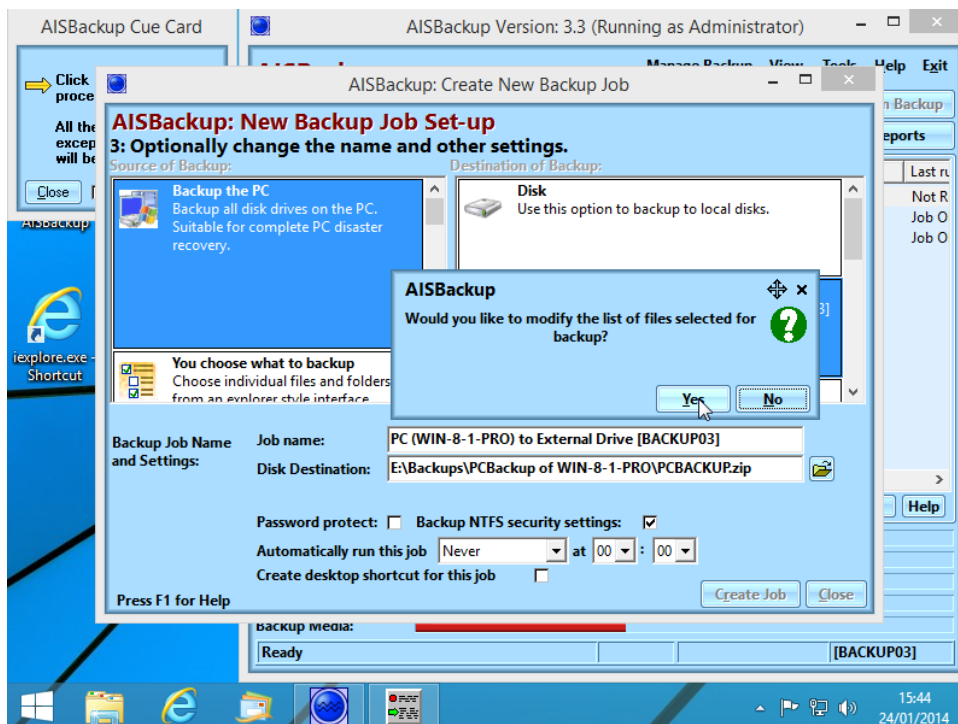 AISBackup Cue Card
AISBackup Version: 3.3 (Running as Administrator)
Manage Backup View Tools Help Exit
Click
proce
All the
excep
will be
Close
n Backup
eports
Last ru
Not R
Job O
Job O
AISBackup
iexplore.exe -
Shortcut
AISBackup: Create New Backup Job
AISBackup: New Backup Job Set-up
3: Optionally change the name and other settings.
Source of Backup:
Destination of Backup:
Backup the PC
Backup all disk drives on the PC.
Suitable for complete PC disaster
recovery.
Disk
Use this option to backup to local disks.
3]
You choose what to backup
Choose individual files and folders
from an explorer style interface
AISBackup
Would you like to modify the list of files selected for
backup?
Yes
No
Backup Job Name
and Settings:
Job name:
PC (WIN-8-1-PRO) to External Drive [BACKUP03]
Disk Destination:
E:\Backups\PCBackup of WIN-8-1-PRO\PCBACKUP.zip
Password protect:
Backup NTFS security settings:
Automatically run this job Never at 00 : 00
Create desktop shortcut for this job
Press F1 for Help
Create Job
Close
Help
Backup Media:
Ready
[BACKUP03]
15:44
24/01/2014